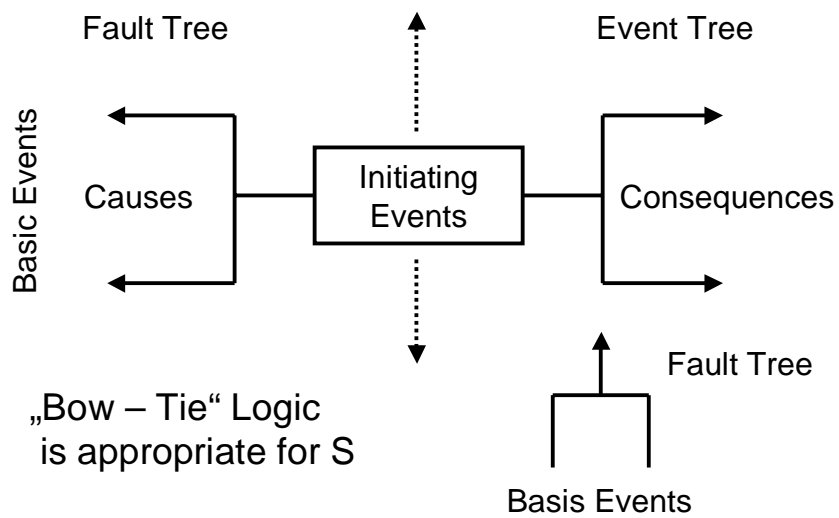 Fault Tree
Event Tree
Basic Events
Causes
Initiating
Events
Consequences
Fault Tree
„Bow – Tie“ Logic
is appropriate for S
Basis Events